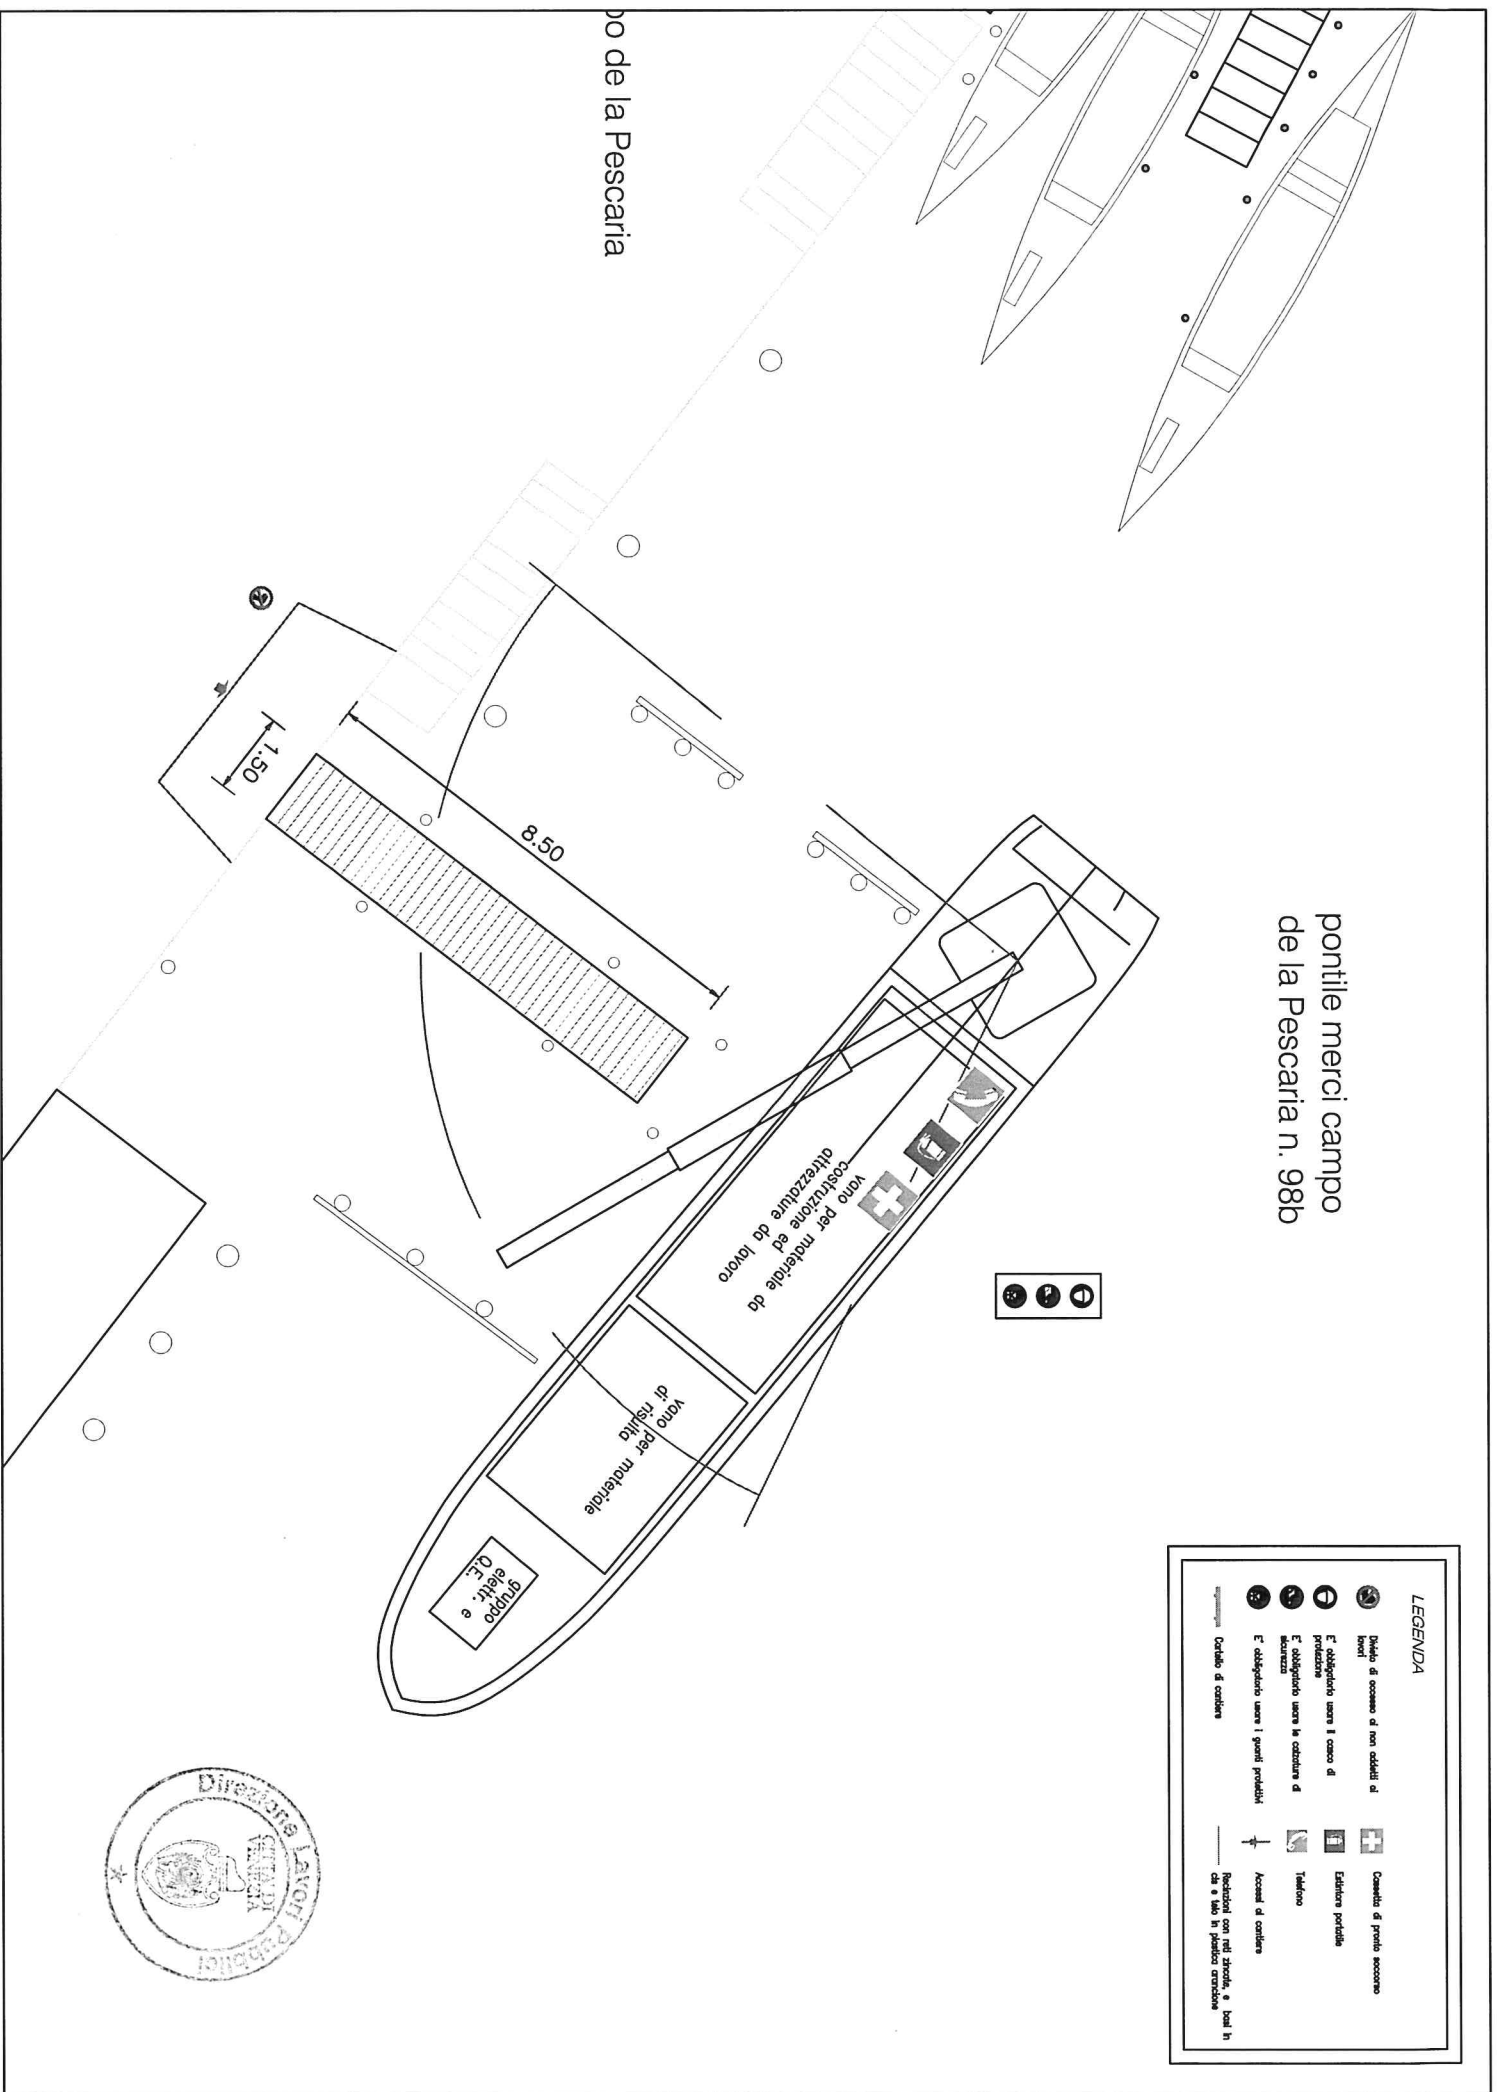 po de la Pescaria
pontile merci campo
de la Pescaria n. 98b
8.50
1.50
vano per materiale da
costruzione ed
attrezzature da lavoro
vano per materiale
di risulta
gruppo
elettr. e
Q.E.
LEGENDA
Divieto di accesso ai non addetti ai
lavori
E' obbligatorio usare il casco di
protezione
E' obbligatorio usare le calzature di
sicurezza
E' obbligatorio usare i guanti protettivi
Cartello di cantiere
Cassetta di pronto soccorso
Estintore portatile
Telefono
Accessi al cantiere
Recinzioni con reti zincate, e basi in
cls e telo in plastica arancione
Direzione Lavori Pubblici
CITTA DI
VENEZIA